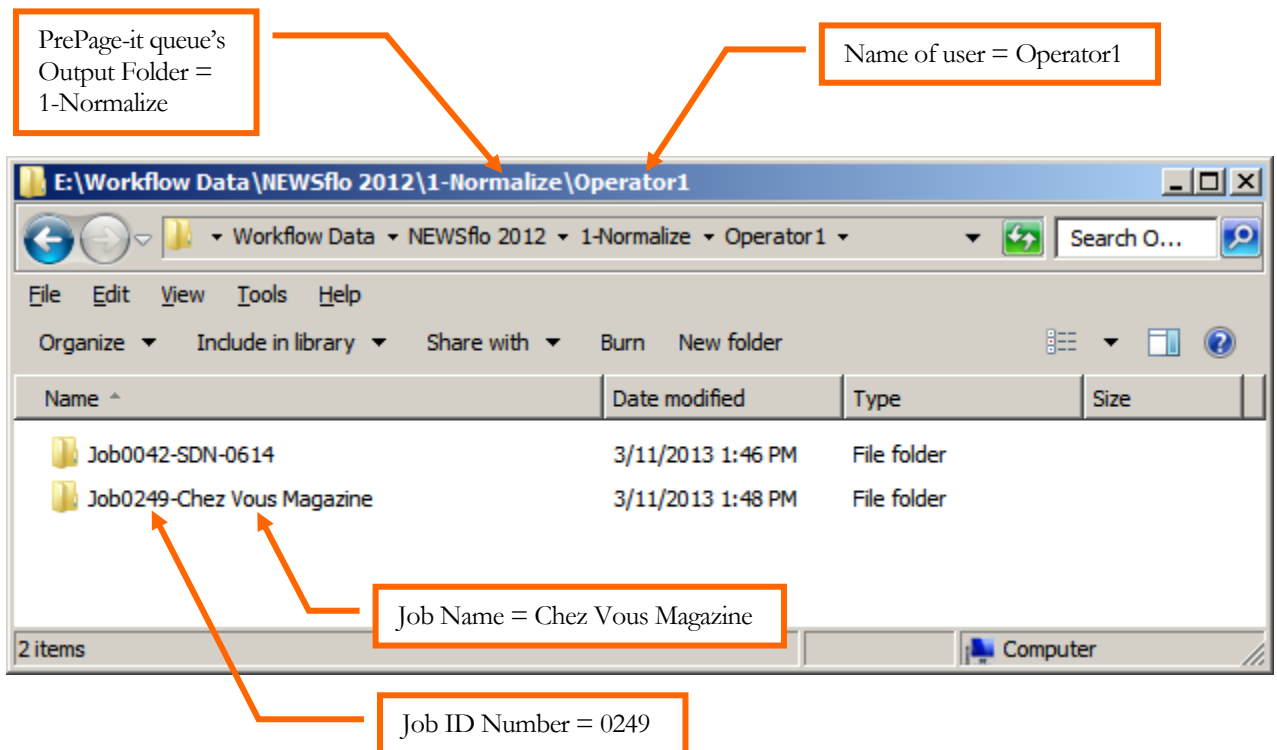 PrePage-it queue’s
Output Folder =
1-Normalize
Name of user = Operator1
E:\Workflow Data\NEWSflo 2012\1-Normalize\Operator1
Workflow Data NEWSflo 2012 1-Normalize Operator1 Search O...
File Edit View Tools Help
Organize Include in library Share with Burn New folder
Name Date modified Type Size
Job0042-SDN-0614 3/11/2013 1:46 PM File folder
Job0249-Chez Vous Magazine 3/11/2013 1:48 PM File folder
Job Name = Chez Vous Magazine
2 items Computer
Job ID Number = 0249